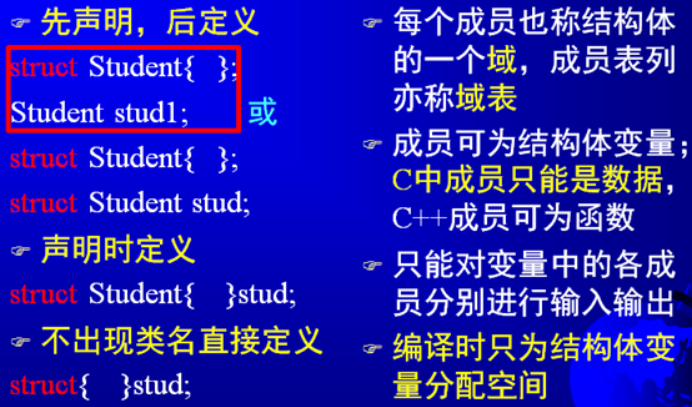 ☞ 先声明，后定义
struct Student{ };
Student stud1; 或
struct Student{ };
struct Student stud;
☞ 声明时定义
struct Student{ }stud;
☞ 不出现类名直接定义
struct{ }stud;
☞ 每个成员也称结构体
的一个域，成员表列
亦称域表
☞ 成员可为结构体变量；
C中成员只能是数据，
C++成员可为函数
☞ 只能对变量中的各成
员分别进行输入输出
☞ 编译时只为结构体变
量分配空间